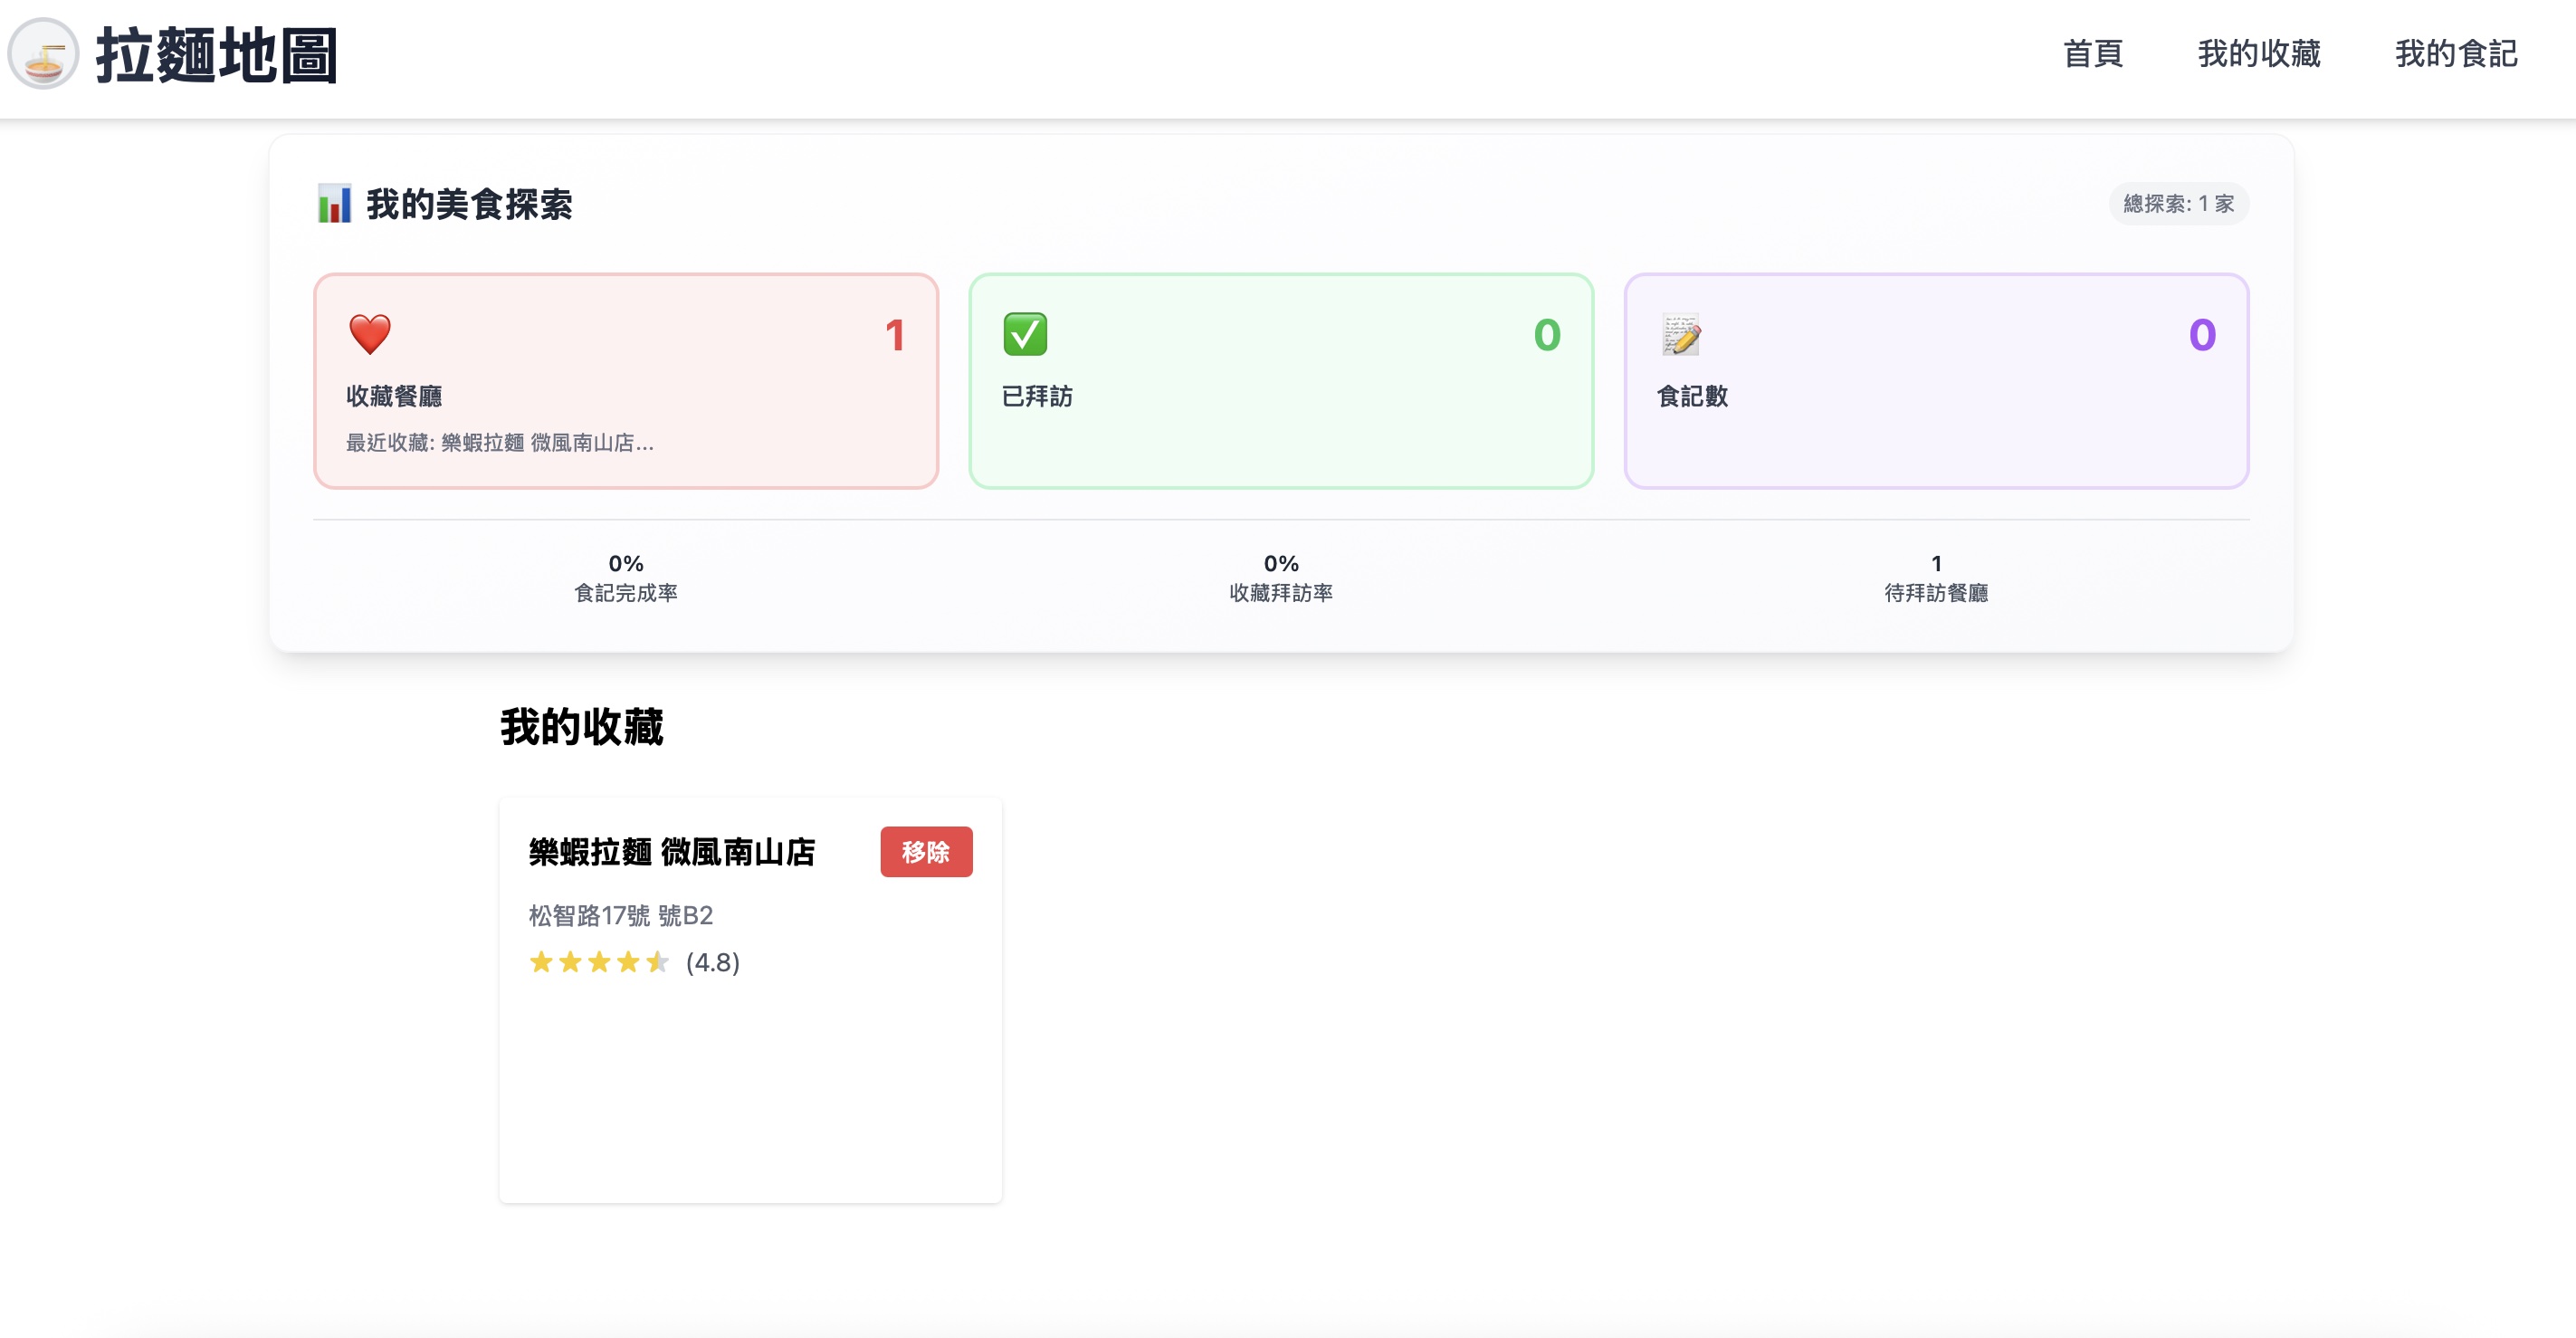 拉麵地圖
首頁 我的收藏 我的食記
我的美食探索
總探索: 1 家
1
收藏餐廳
最近收藏: 樂蝦拉麵 微風南山店...
0
已拜訪
0
食記數
0%
食記完成率
0%
收藏拜訪率
1
待拜訪餐廳
我的收藏
樂蝦拉麵 微風南山店
移除
松智路17號 號B2
(4.8)